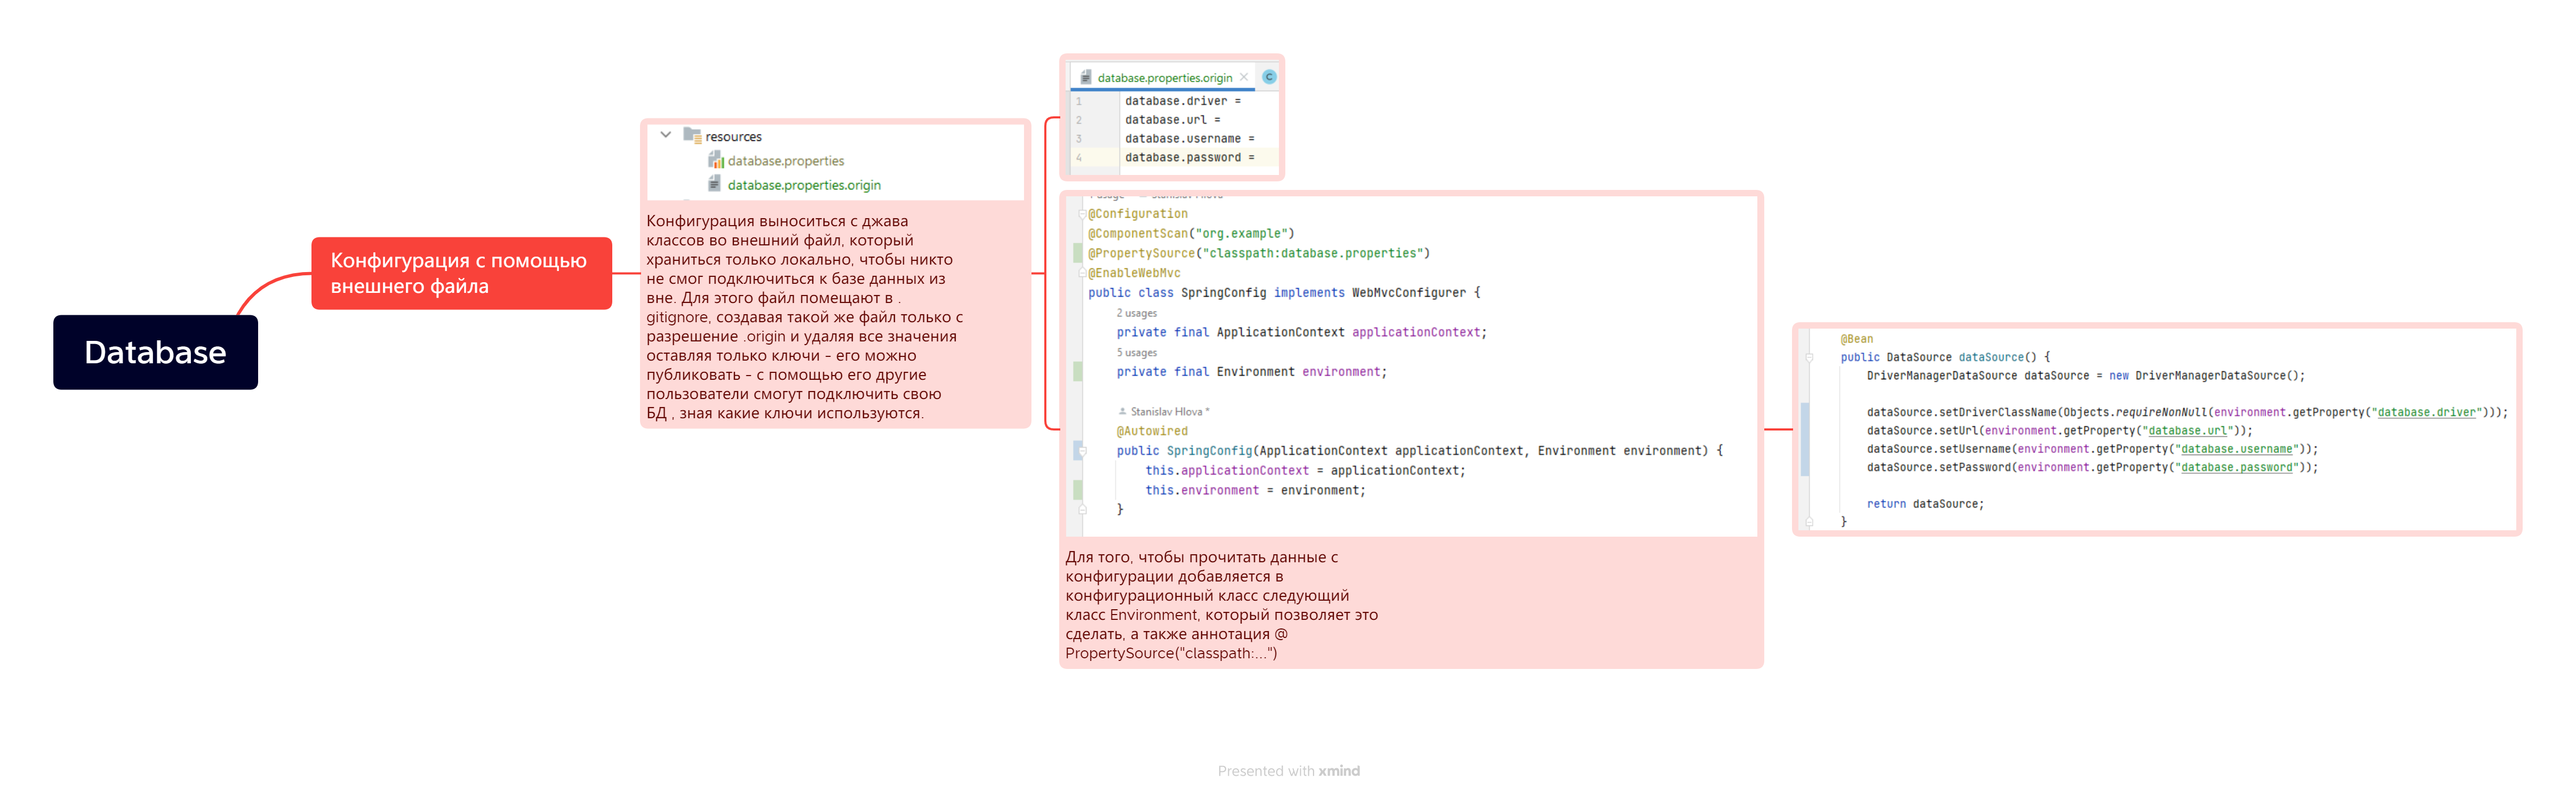 Database
Конфигурация с помощью
внешнего файла
resources
database.properties
database.properties.origin
Конфигурация выноситься с джава
классов во внешний файл, который
храниться только локально, чтобы никто
не смог подключиться к базе данных из
вне. Для этого файл помещают в .
gitignore, создавая такой же файл только с
разрешение .origin и удаляя все значения
оставляя только ключи - его можно
публиковать - с помощью его другие
пользователи смогут подключить свою
БД , зная какие ключи используются.
database.properties.origin
C
1 database.driver =
2 database.url =
3 database.username =
4 database.password =
@Configuration
@ComponentScan("org.example")
@PropertySource("classpath:database.properties")
@EnableWebMvc
public class SpringConfig implements WebMvcConfigurer {
2 usages
private final ApplicationContext applicationContext;
5 usages
private final Environment environment;
Stanislav Hlova *
@Autowired
public SpringConfig(ApplicationContext applicationContext, Environment environment) {
this.applicationContext = applicationContext;
this.environment = environment;
}
Для того, чтобы прочитать данные с
конфигурации добавляется в
конфигурационный класс следующий
класс Environment, который позволяет это
сделать, а также аннотация @
PropertySource("classpath:...")
@Bean
public DataSource dataSource() {
DriverManagerDataSource dataSource = new DriverManagerDataSource();
dataSource.setDriverClassName(Objects.requireNonNull(environment.getProperty("database.driver")));
dataSource.setUrl(environment.getProperty("database.url"));
dataSource.setUsername(environment.getProperty("database.username"));
dataSource.setPassword(environment.getProperty("database.password"));
return dataSource;
}
Presented with xmind